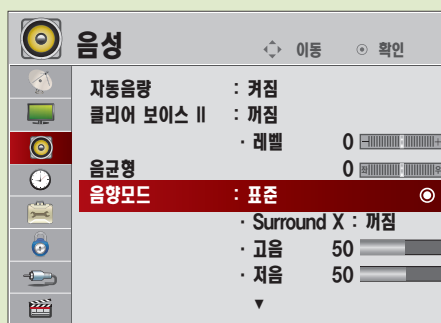 음성 이동 확인
자동음량 : 켜짐
클리어 보이스 II : 꺼짐
· 레벨 0 - +
음균형 0 좌 우
음향모드 : 표준
· Surround X : 꺼짐
· 고음 50
· 저음 50